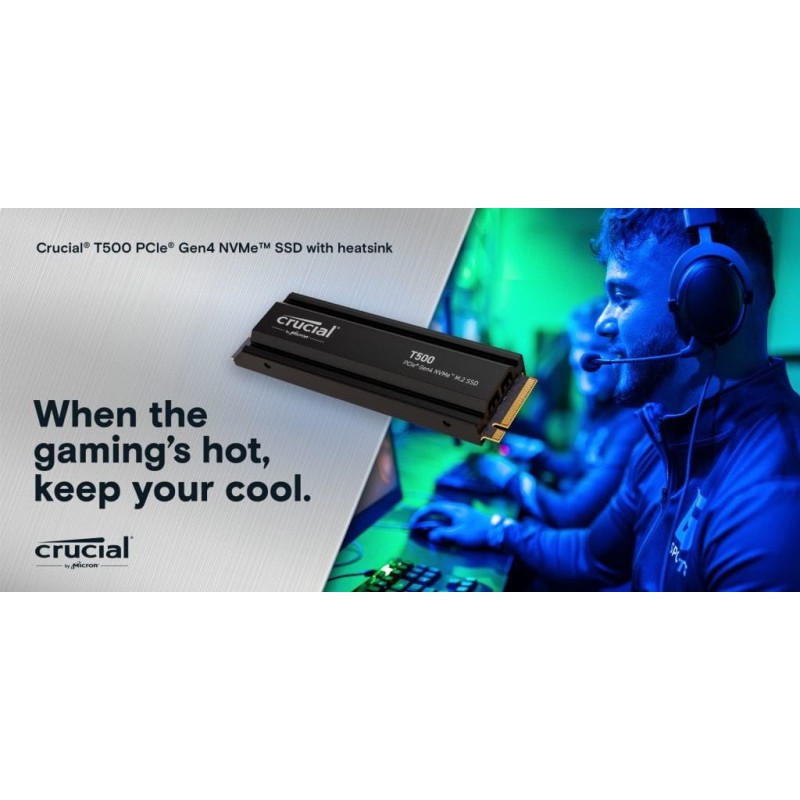 Crucial® T500 PCIe® Gen4 NVMe™ SSD with heatsink
crucial®
by Micron
T500
PCIe® Gen4 NVMe™ M.2 SSD
When the
gaming's hot,
keep your cool.
crucial®
by Micron